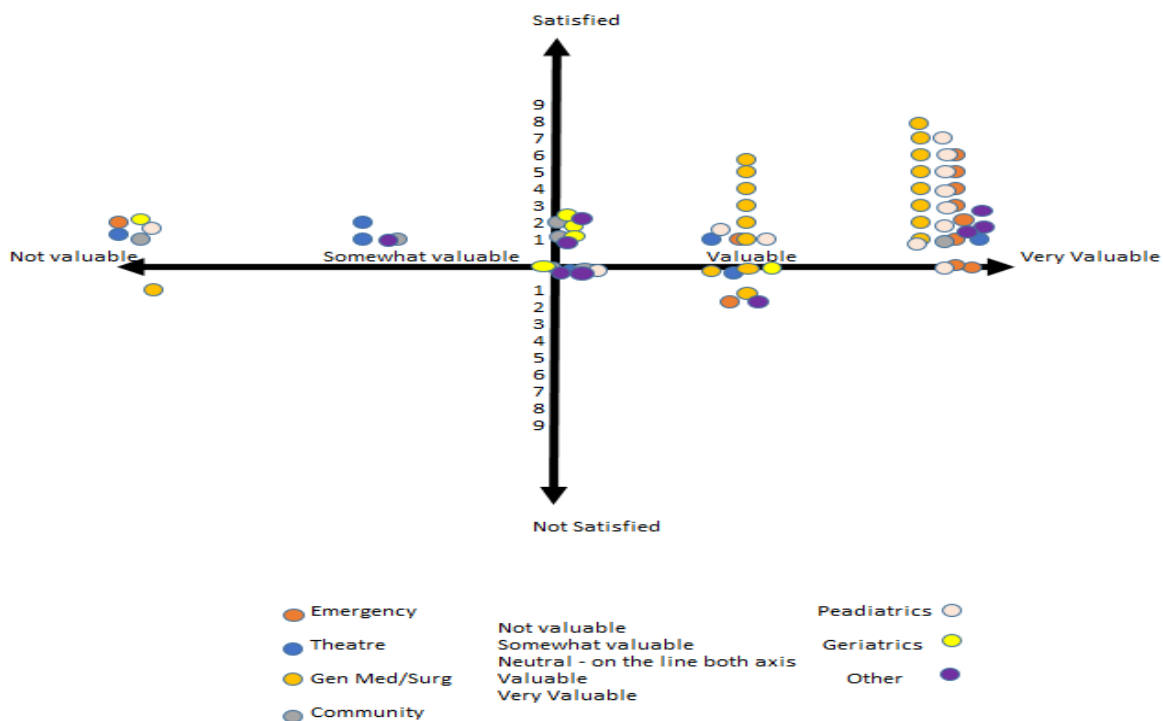 Satisfied
9
8
7
6
5
4
3
2
1
Not valuable
Somewhat valuable
Valuable
Very Valuable
1
2
3
4
5
6
7
8
9
Not Satisfied
Emergency
Theatre
Gen Med/Surg
Community
Not valuable
Somewhat valuable
Neutral - on the line both axis
Valuable
Very Valuable
Peadiatrics
Geriatrics
Other